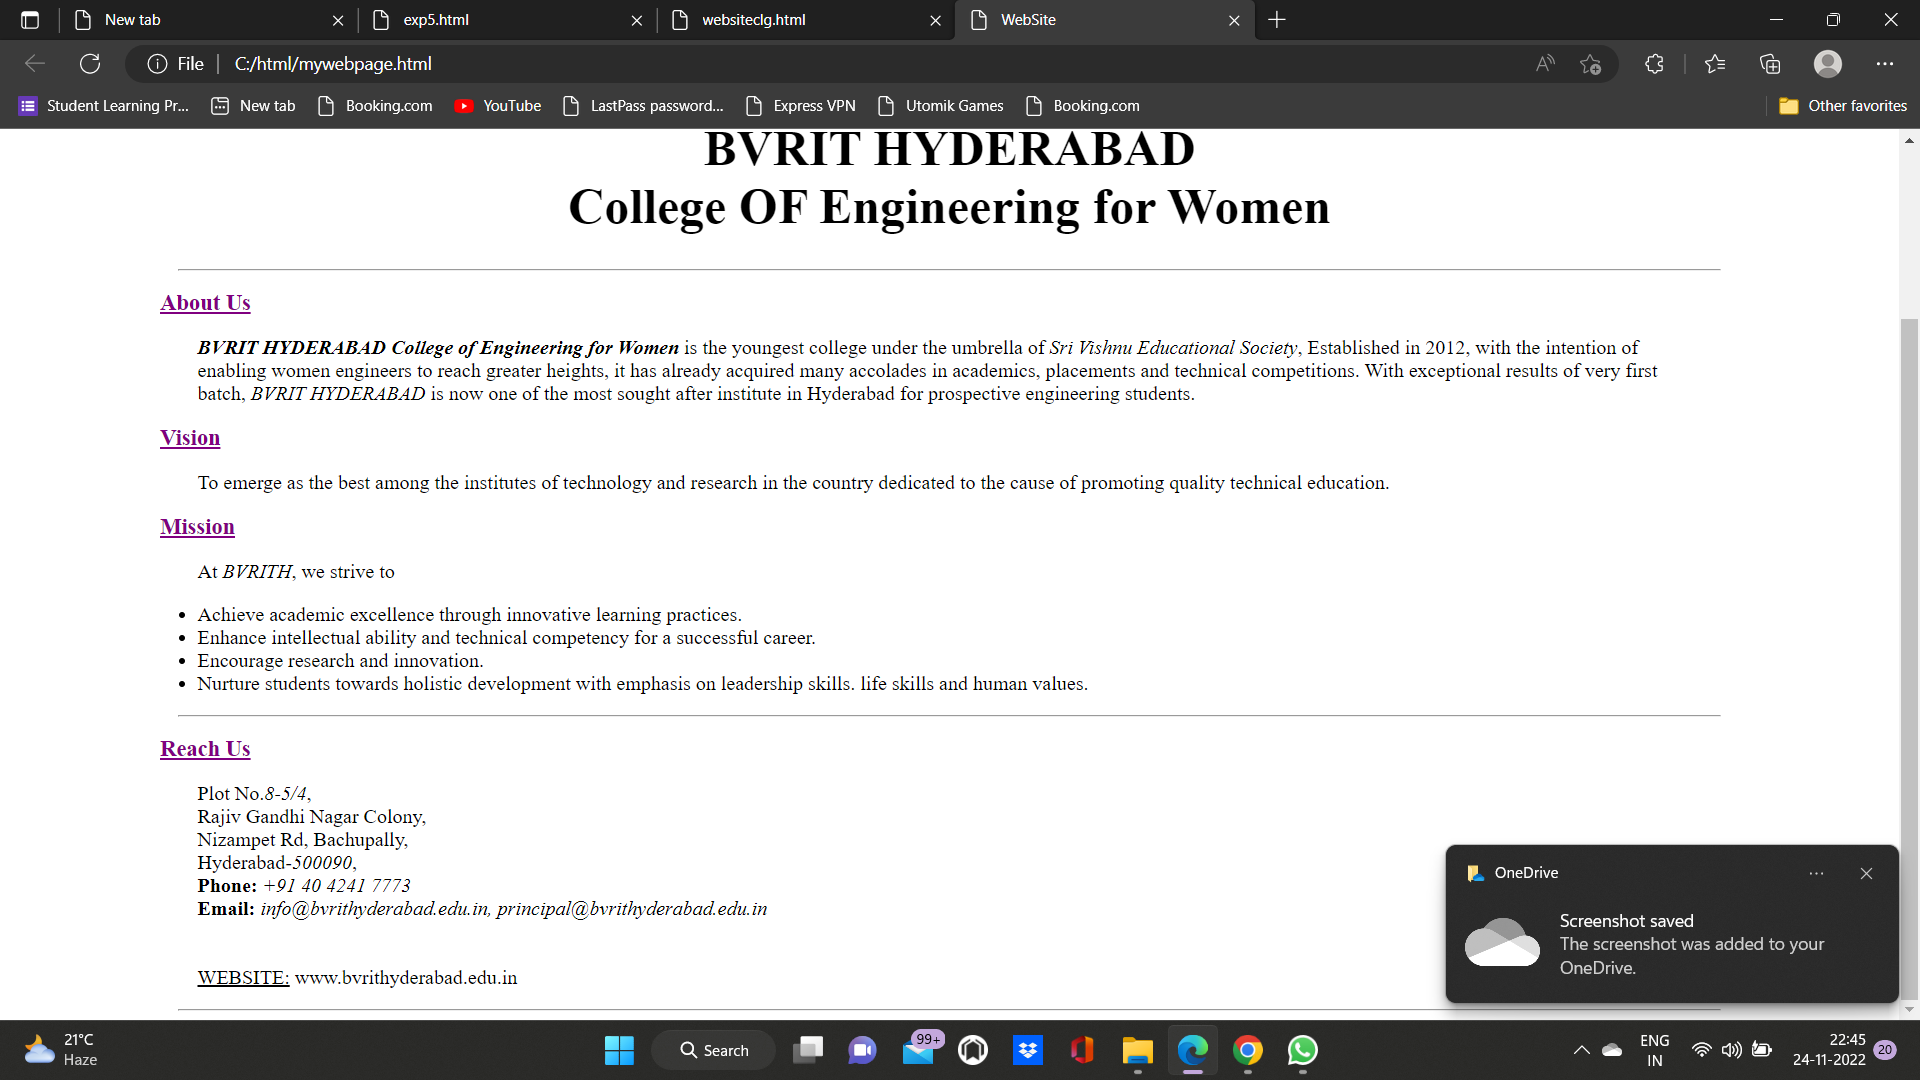 New tab
exp5.html
websiteclg.html
WebSite
File
C:/html/mywebpage.html
Student Learning Pr...
New tab
Booking.com
YouTube
LastPass password...
Express VPN
Utomik Games
Booking.com
Other favorites
BVRIT HYDERABAD
College OF Engineering for Women
About Us
BVRIT HYDERABAD College of Engineering for Women is the youngest college under the umbrella of Sri Vishnu Educational Society, Established in 2012, with the intention of
enabling women engineers to reach greater heights, it has already acquired many accolades in academics, placements and technical competitions. With exceptional results of very first
batch, BVRIT HYDERABAD is now one of the most sought after institute in Hyderabad for prospective engineering students.
Vision
To emerge as the best among the institutes of technology and research in the country dedicated to the cause of promoting quality technical education.
Mission
At BVRITH, we strive to
• Achieve academic excellence through innovative learning practices.
• Enhance intellectual ability and technical competency for a successful career.
• Encourage research and innovation.
• Nurture students towards holistic development with emphasis on leadership skills. life skills and human values.
Reach Us
Plot No.8-5/4,
Rajiv Gandhi Nagar Colony,
Nizampet Rd, Bachupally,
Hyderabad-500090,
Phone: +91 40 4241 7773
Email: info@bvrithyderabad.edu.in, principal@bvrithyderabad.edu.in
WEBSITE: www.bvrithyderabad.edu.in
OneDrive
Screenshot saved
The screenshot was added to your
OneDrive.
21°C
Haze
Search
99+
ENG
IN
22:45
24-11-2022
20